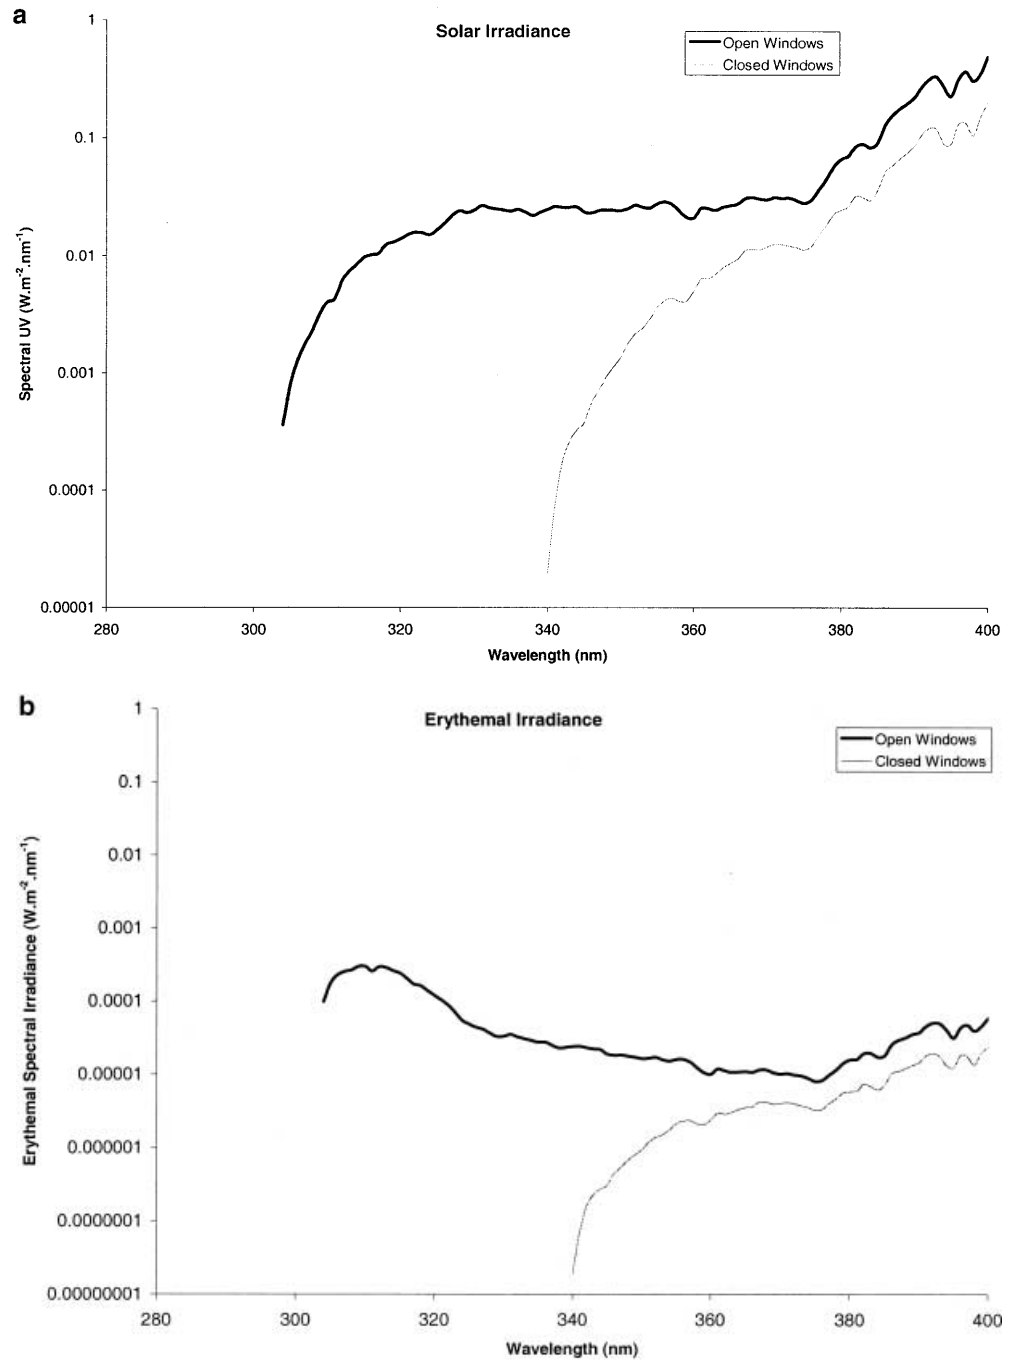 a
Solar Irradiance
Open Windows
Closed Windows
1
0.1
0.01
0.001
0.0001
0.00001
Spectral UV (W.m-2.nm-1)
280 300 320 340 360 380 400
Wavelength (nm)
b
Erythemal Irradiance
Open Windows
Closed Windows
1
0.1
0.01
0.001
0.0001
0.00001
0.000001
0.0000001
0.00000001
Erythemal Spectral Irradiance (W.m-2.nm-1)
280 300 320 340 360 380 400
Wavelength (nm)